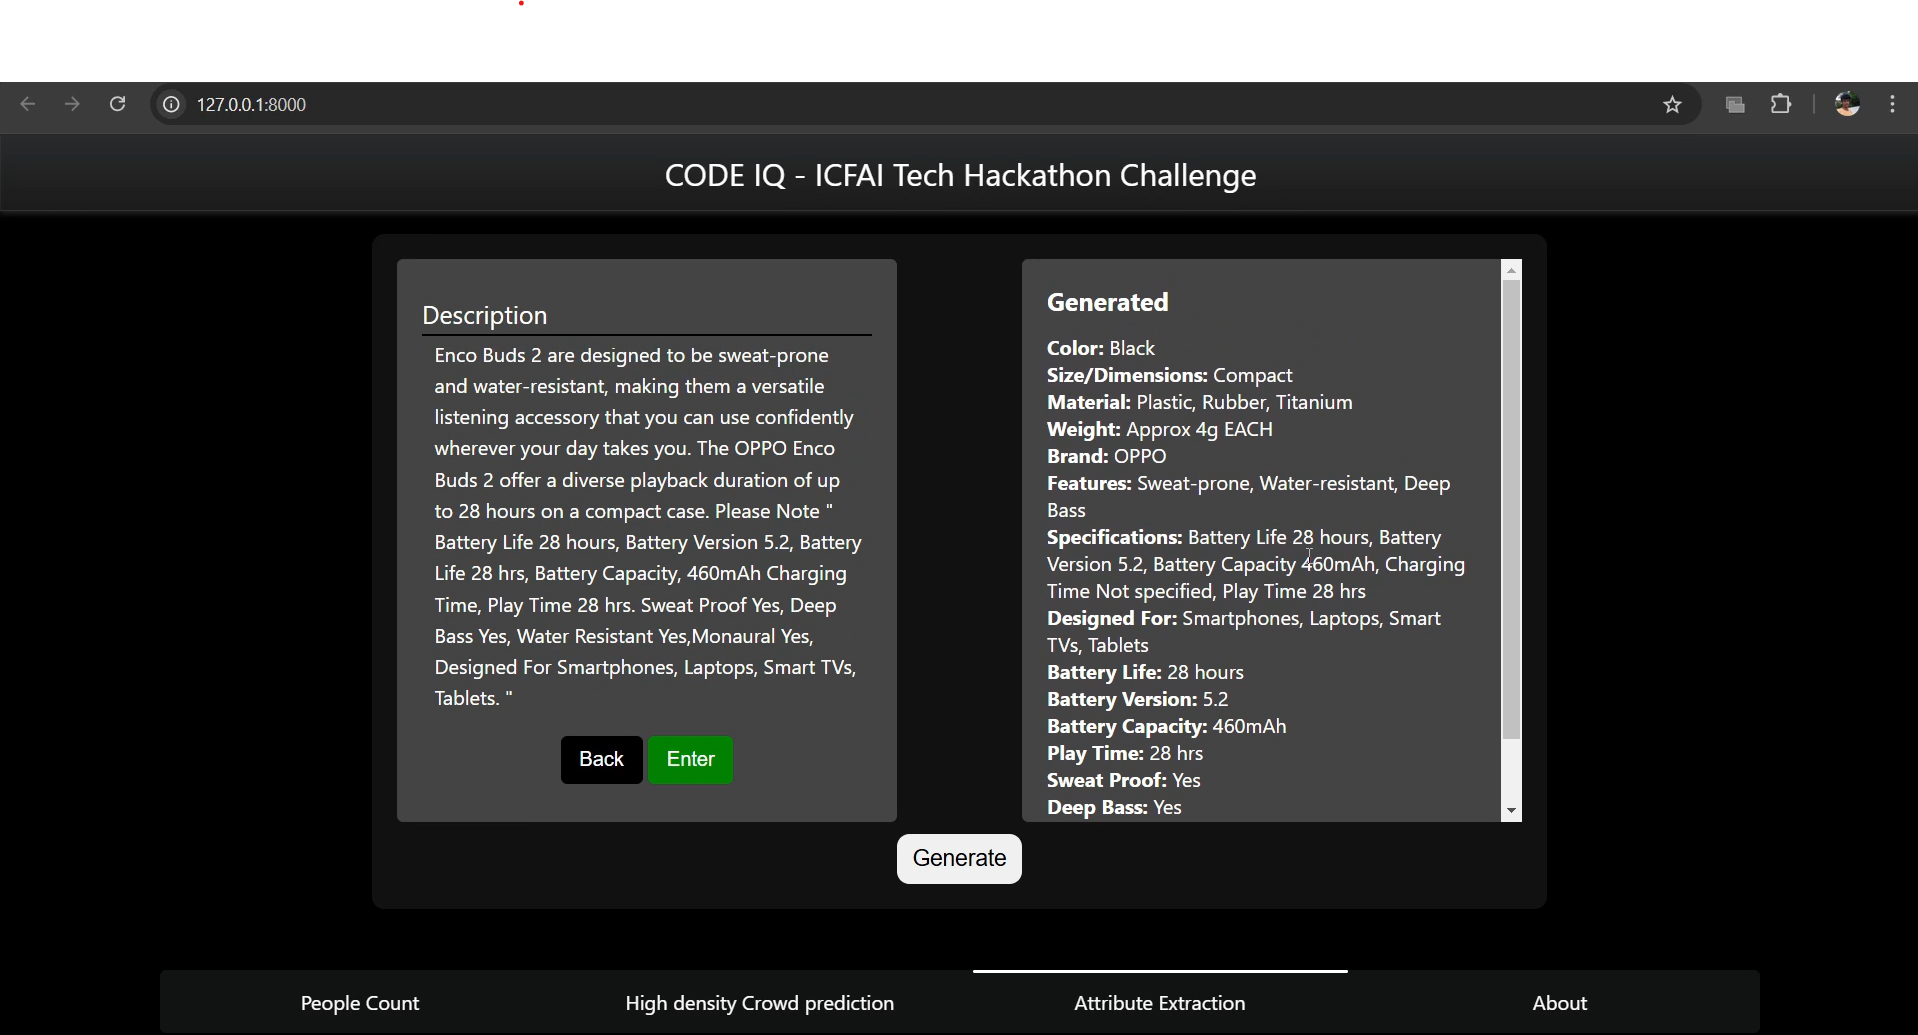 127.0.0.1:8000
CODE IQ - ICFAI Tech Hackathon Challenge
Description
Enco Buds 2 are designed to be sweat-prone
and water-resistant, making them a versatile
listening accessory that you can use confidently
wherever your day takes you. The OPPO Enco
Buds 2 offer a diverse playback duration of up
to 28 hours on a compact case. Please Note "
Battery Life 28 hours, Battery Version 5.2, Battery
Life 28 hrs, Battery Capacity, 460mAh Charging
Time, Play Time 28 hrs. Sweat Proof Yes, Deep
Bass Yes, Water Resistant Yes,Monaural Yes,
Designed For Smartphones, Laptops, Smart TVs,
Tablets. "
Back
Enter
Generated
Color: Black
Size/Dimensions: Compact
Material: Plastic, Rubber, Titanium
Weight: Approx 4g EACH
Brand: OPPO
Features: Sweat-prone, Water-resistant, Deep
Bass
Specifications: Battery Life 28 hours, Battery
Version 5.2, Battery Capacity 460mAh, Charging
Time Not specified, Play Time 28 hrs
Designed For: Smartphones, Laptops, Smart
TVs, Tablets
Battery Life: 28 hours
Battery Version: 5.2
Battery Capacity: 460mAh
Play Time: 28 hrs
Sweat Proof: Yes
Deep Bass: Yes
Generate
People Count
High density Crowd prediction
Attribute Extraction
About